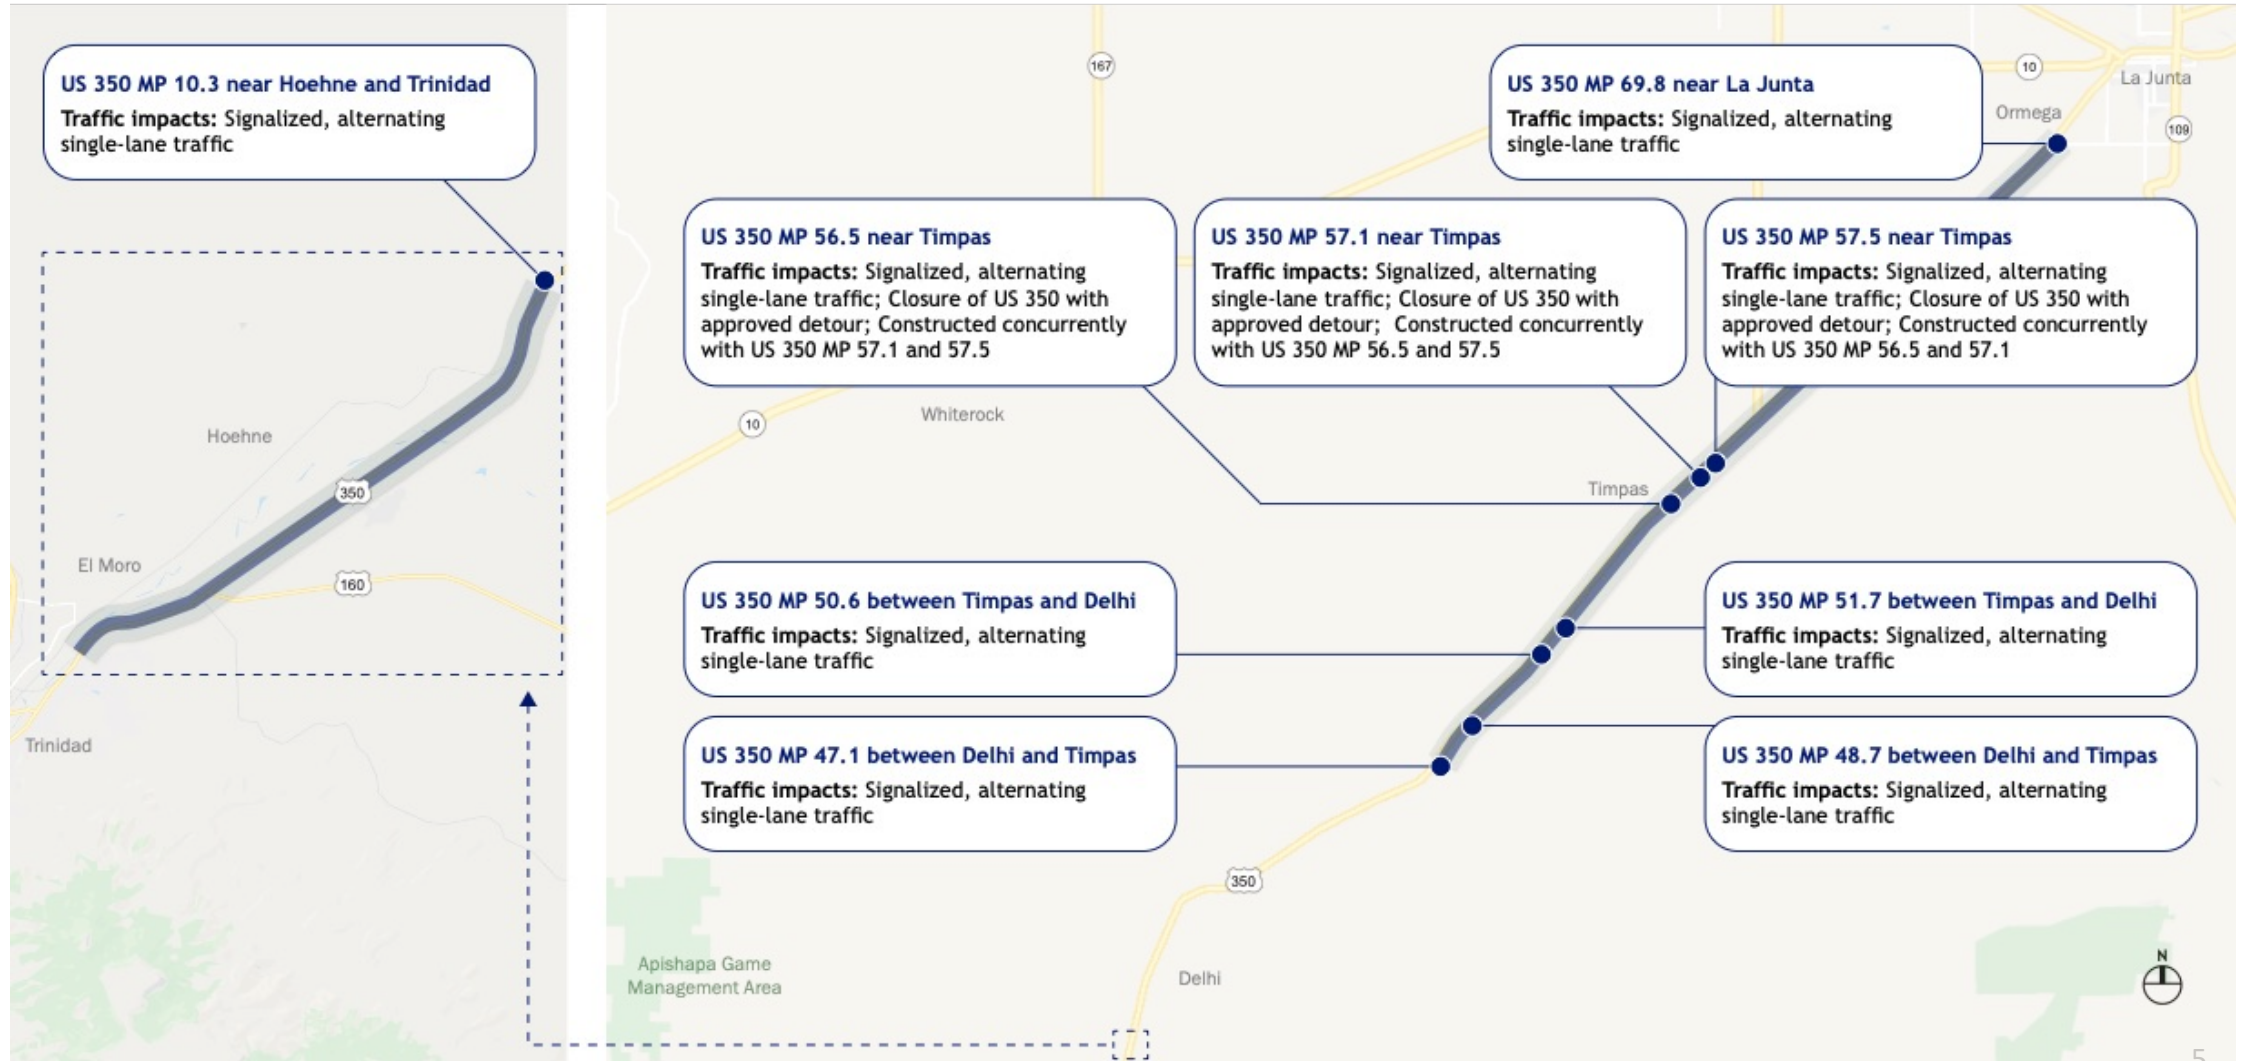 US 350 MP 10.3 near Hoehne and Trinidad
Traffic impacts: Signalized, alternating
single-lane traffic
Hoehne
350
El Moro
160
Trinidad
167
10
La Junta
Ormega
109
US 350 MP 69.8 near La Junta
Traffic impacts: Signalized, alternating
single-lane traffic
US 350 MP 56.5 near Timpas
Traffic impacts: Signalized, alternating
single-lane traffic; Closure of US 350 with
approved detour; Constructed concurrently
with US 350 MP 57.1 and 57.5
US 350 MP 57.1 near Timpas
Traffic impacts: Signalized, alternating
single-lane traffic; Closure of US 350 with
approved detour; Constructed concurrently
with US 350 MP 56.5 and 57.5
US 350 MP 57.5 near Timpas
Traffic impacts: Signalized, alternating
single-lane traffic; Closure of US 350 with
approved detour; Constructed concurrently
with US 350 MP 56.5 and 57.1
10
Whiterock
Timpas
US 350 MP 50.6 between Timpas and Delhi
Traffic impacts: Signalized, alternating
single-lane traffic
US 350 MP 51.7 between Timpas and Delhi
Traffic impacts: Signalized, alternating
single-lane traffic
US 350 MP 47.1 between Delhi and Timpas
Traffic impacts: Signalized, alternating
single-lane traffic
US 350 MP 48.7 between Delhi and Timpas
Traffic impacts: Signalized, alternating
single-lane traffic
350
Apishapa Game
Management Area
Delhi
N
5